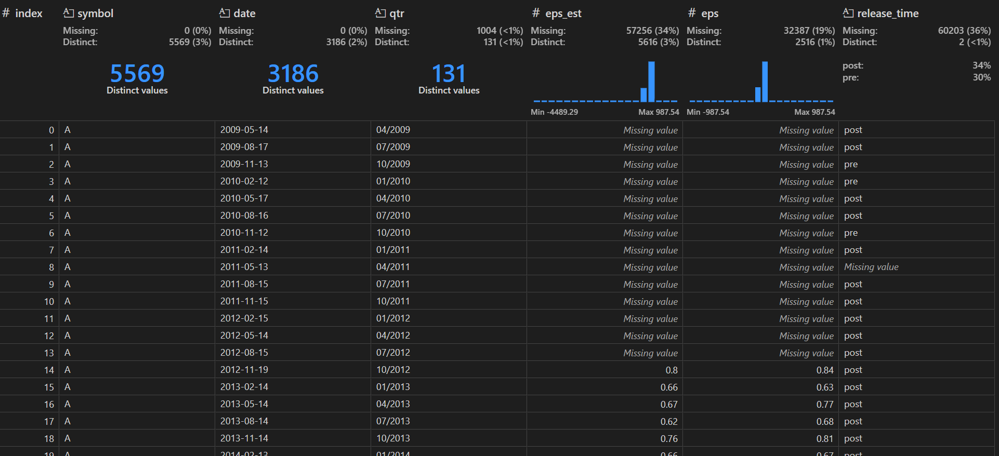 # index symbol date qtr # eps_est # eps release_time
Missing: 0 (0%) Missing: 0 (0%) Missing: 1004 (<1%) Missing: 57256 (34%) Missing: 32387 (19%) Missing: 60203 (36%)
Distinct: 5569 (3%) Distinct: 3186 (2%) Distinct: 131 (<1%) Distinct: 5616 (3%) Distinct: 2516 (1%) Distinct: 2 (<1%)
post: 34%
5569 3186 131
pre: 30%
Distinct values Distinct values Distinct values
Min -4489.29 Max 987.54 Min -987.54 Max 987.54
0 A 2009-05-14 04/2009 Missing value Missing value post
1 A 2009-08-17 07/2009 Missing value Missing value post
2 A 2009-11-13 10/2009 Missing value Missing value pre
3 A 2010-02-12 01/2010 Missing value Missing value pre
4 A 2010-05-17 04/2010 Missing value Missing value post
5 A 2010-08-16 07/2010 Missing value Missing value post
6 A 2010-11-12 10/2010 Missing value Missing value pre
7 A 2011-02-14 01/2011 Missing value Missing value post
8 A 2011-05-13 04/2011 Missing value Missing value Missing value
9 A 2011-08-15 07/2011 Missing value Missing value post
10 A 2011-11-15 10/2011 Missing value Missing value post
11 A 2012-02-15 01/2012 Missing value Missing value post
12 A 2012-05-14 04/2012 Missing value Missing value post
13 A 2012-08-15 07/2012 Missing value Missing value post
14 A 2012-11-19 10/2012 0.8 0.84 post
15 A 2013-02-14 01/2013 0.66 0.63 post
16 A 2013-05-14 04/2013 0.67 0.77 post
17 A 2013-08-14 07/2013 0.62 0.68 post
18 A 2013-11-14 10/2013 0.76 0.81 post
19 A 2014-02-13 01/2014 0.66 0.67 post